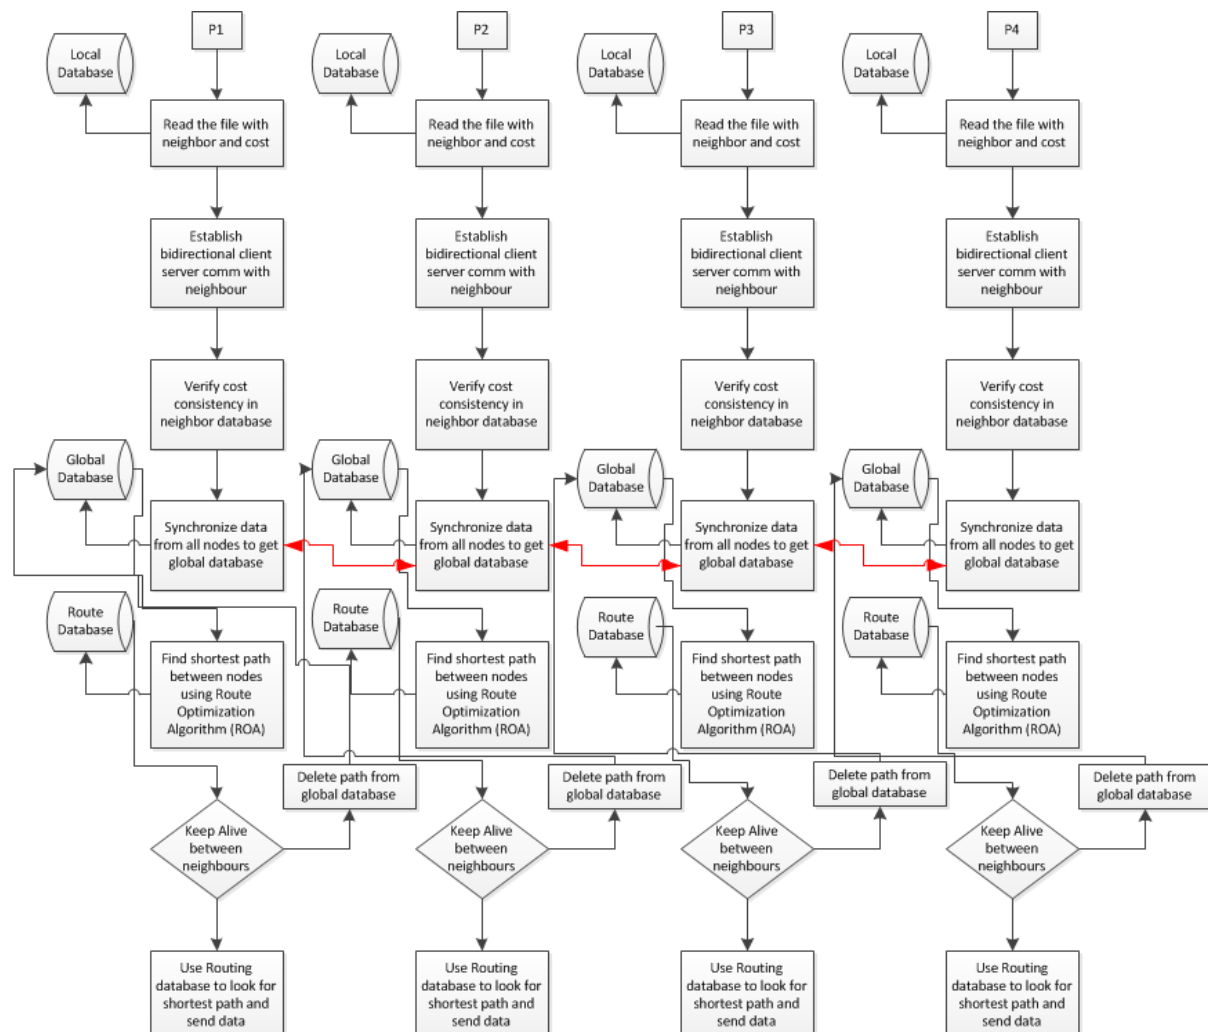 P1
P2
P3
P4
Local
Database
Local
Database
Local
Database
Local
Database
Read the file with
neighbor and cost
Read the file with
neighbor and cost
Read the file with
neighbor and cost
Read the file with
neighbor and cost
Establish
bidirectional client
server comm with
neighbour
Establish
bidirectional client
server comm with
neighbour
Establish
bidirectional client
server comm with
neighbour
Establish
bidirectional client
server comm with
neighbour
Verify cost
consistency in
neighbor database
Verify cost
consistency in
neighbor database
Verify cost
consistency in
neighbor database
Verify cost
consistency in
neighbor database
Global
Database
Global
Database
Global
Database
Global
Database
Synchronize data
from all nodes to get
global database
Synchronize data
from all nodes to get
global database
Synchronize data
from all nodes to get
global database
Synchronize data
from all nodes to get
global database
Route
Database
Route
Database
Route
Database
Route
Database
Find shortest path
between nodes
using Route
Optimization
Algorithm (ROA)
Find shortest path
between nodes
using Route
Optimization
Algorithm (ROA)
Find shortest path
between nodes
using Route
Optimization
Algorithm (ROA)
Find shortest path
between nodes
using Route
Optimization
Algorithm (ROA)
Delete path from
global database
Delete path from
global database
Delete path from
global database
Delete path from
global database
Keep Alive
between
neighbours
Keep Alive
between
neighbours
Keep Alive
between
neighbours
Keep Alive
between
neighbours
Use Routing
database to look for
shortest path and
send data
Use Routing
database to look for
shortest path and
send data
Use Routing
database to look for
shortest path and
send data
Use Routing
database to look for
shortest path and
send data